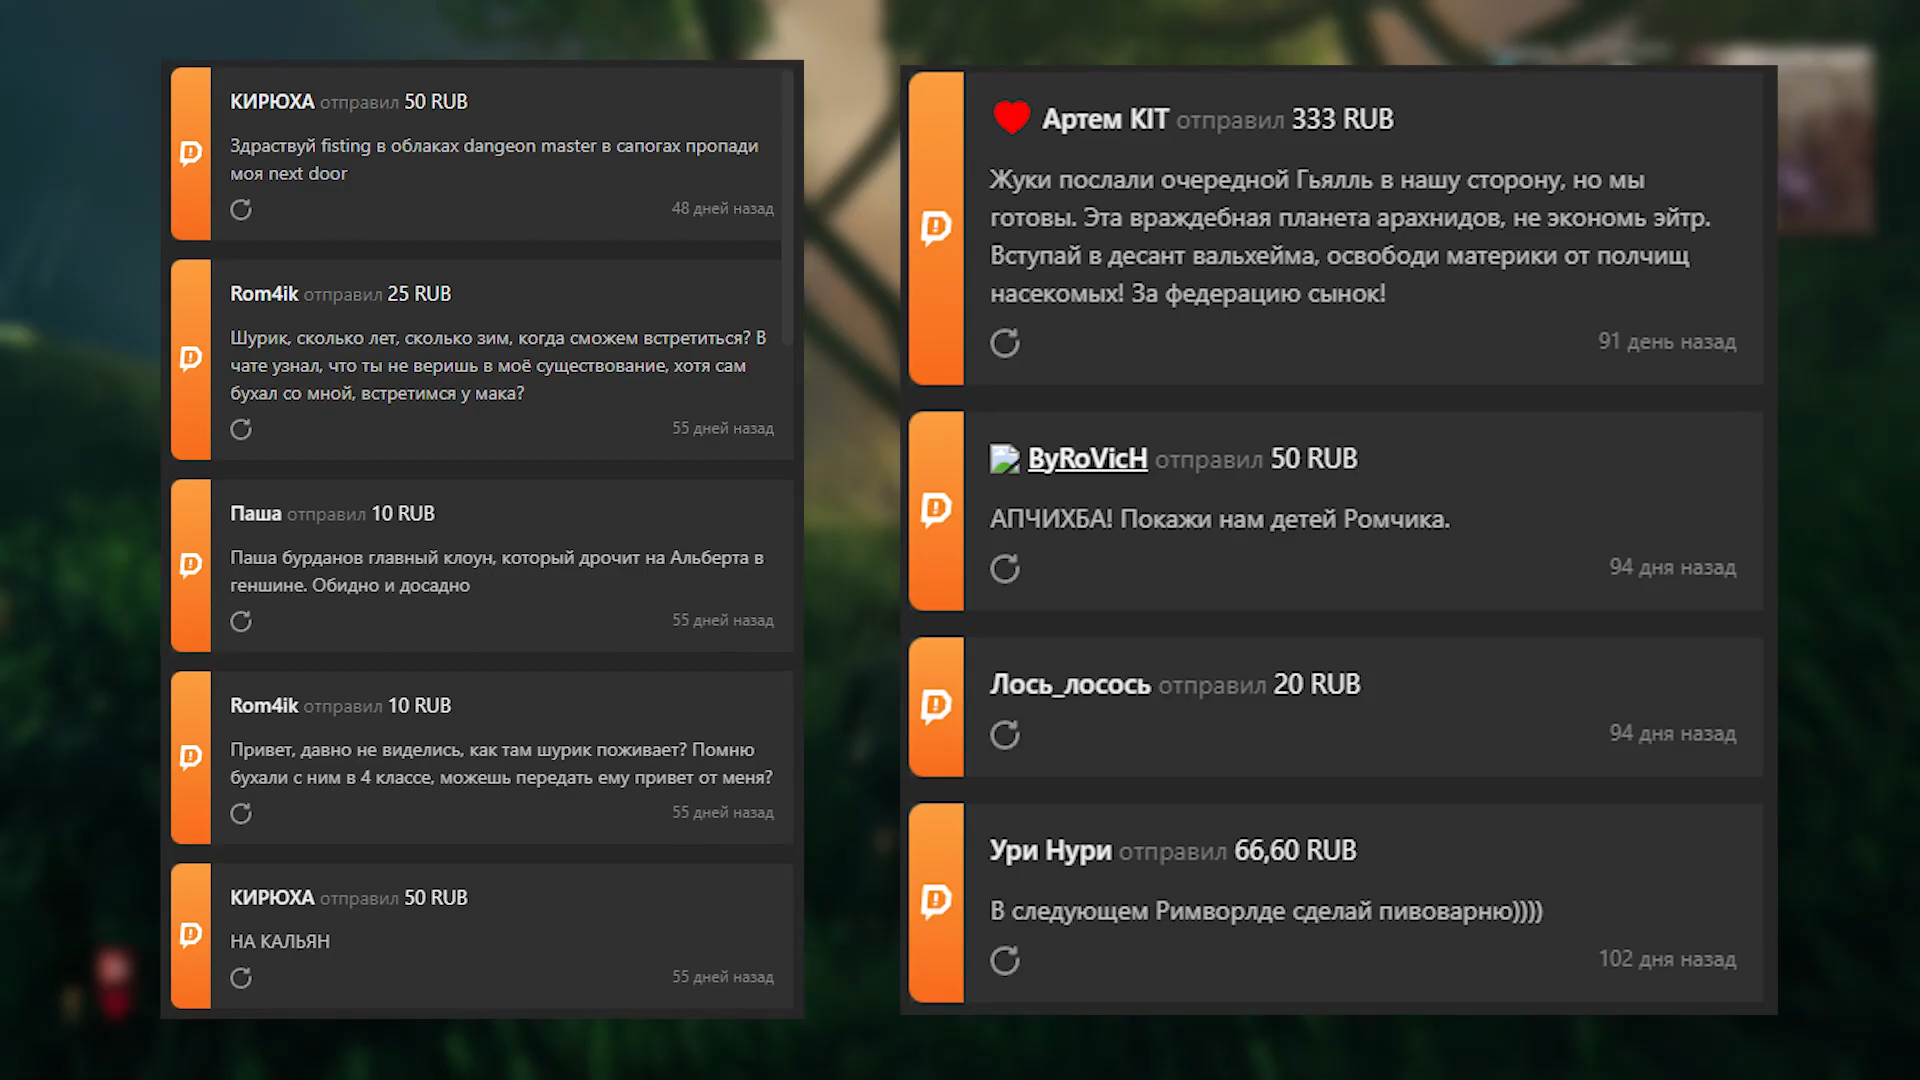 КИРЮХА отправил 50 RUB
Здраствуй fisting в облаках dangeon master в сапогах пропади
моя next door
48 дней назад
Rom4ik отправил 25 RUB
Шурик, сколько лет, сколько зим, когда сможем встретиться? В
чате узнал, что ты не веришь в моё существование, хотя сам
бухал со мной, встретимся у мака?
55 дней назад
Паша отправил 10 RUB
Паша бурданов главный клоун, который дрочит на Альберта в
геншине. Обидно и досадно
55 дней назад
Rom4ik отправил 10 RUB
Привет, давно не виделись, как там шурик поживает? Помню
бухали с ним в 4 классе, можешь передать ему привет от меня?
55 дней назад
КИРЮХА отправил 50 RUB
НА КАЛЬЯН
55 дней назад
Артем KIT отправил 333 RUB
Жуки послали очередной Гьялль в нашу сторону, но мы
готовы. Эта враждебная планета арахнидов, не экономь эйтр.
Вступай в десант вальхейма, освободи материки от полчищ
насекомых! За федерацию сынок!
91 день назад
ByRoVicH отправил 50 RUB
АПЧИХБА! Покажи нам детей Ромчика.
94 дня назад
Лось_лосось отправил 20 RUB
94 дня назад
Ури Нури отправил 66,60 RUB
В следующем Римворлде сделай пивоварню))))
102 дня назад